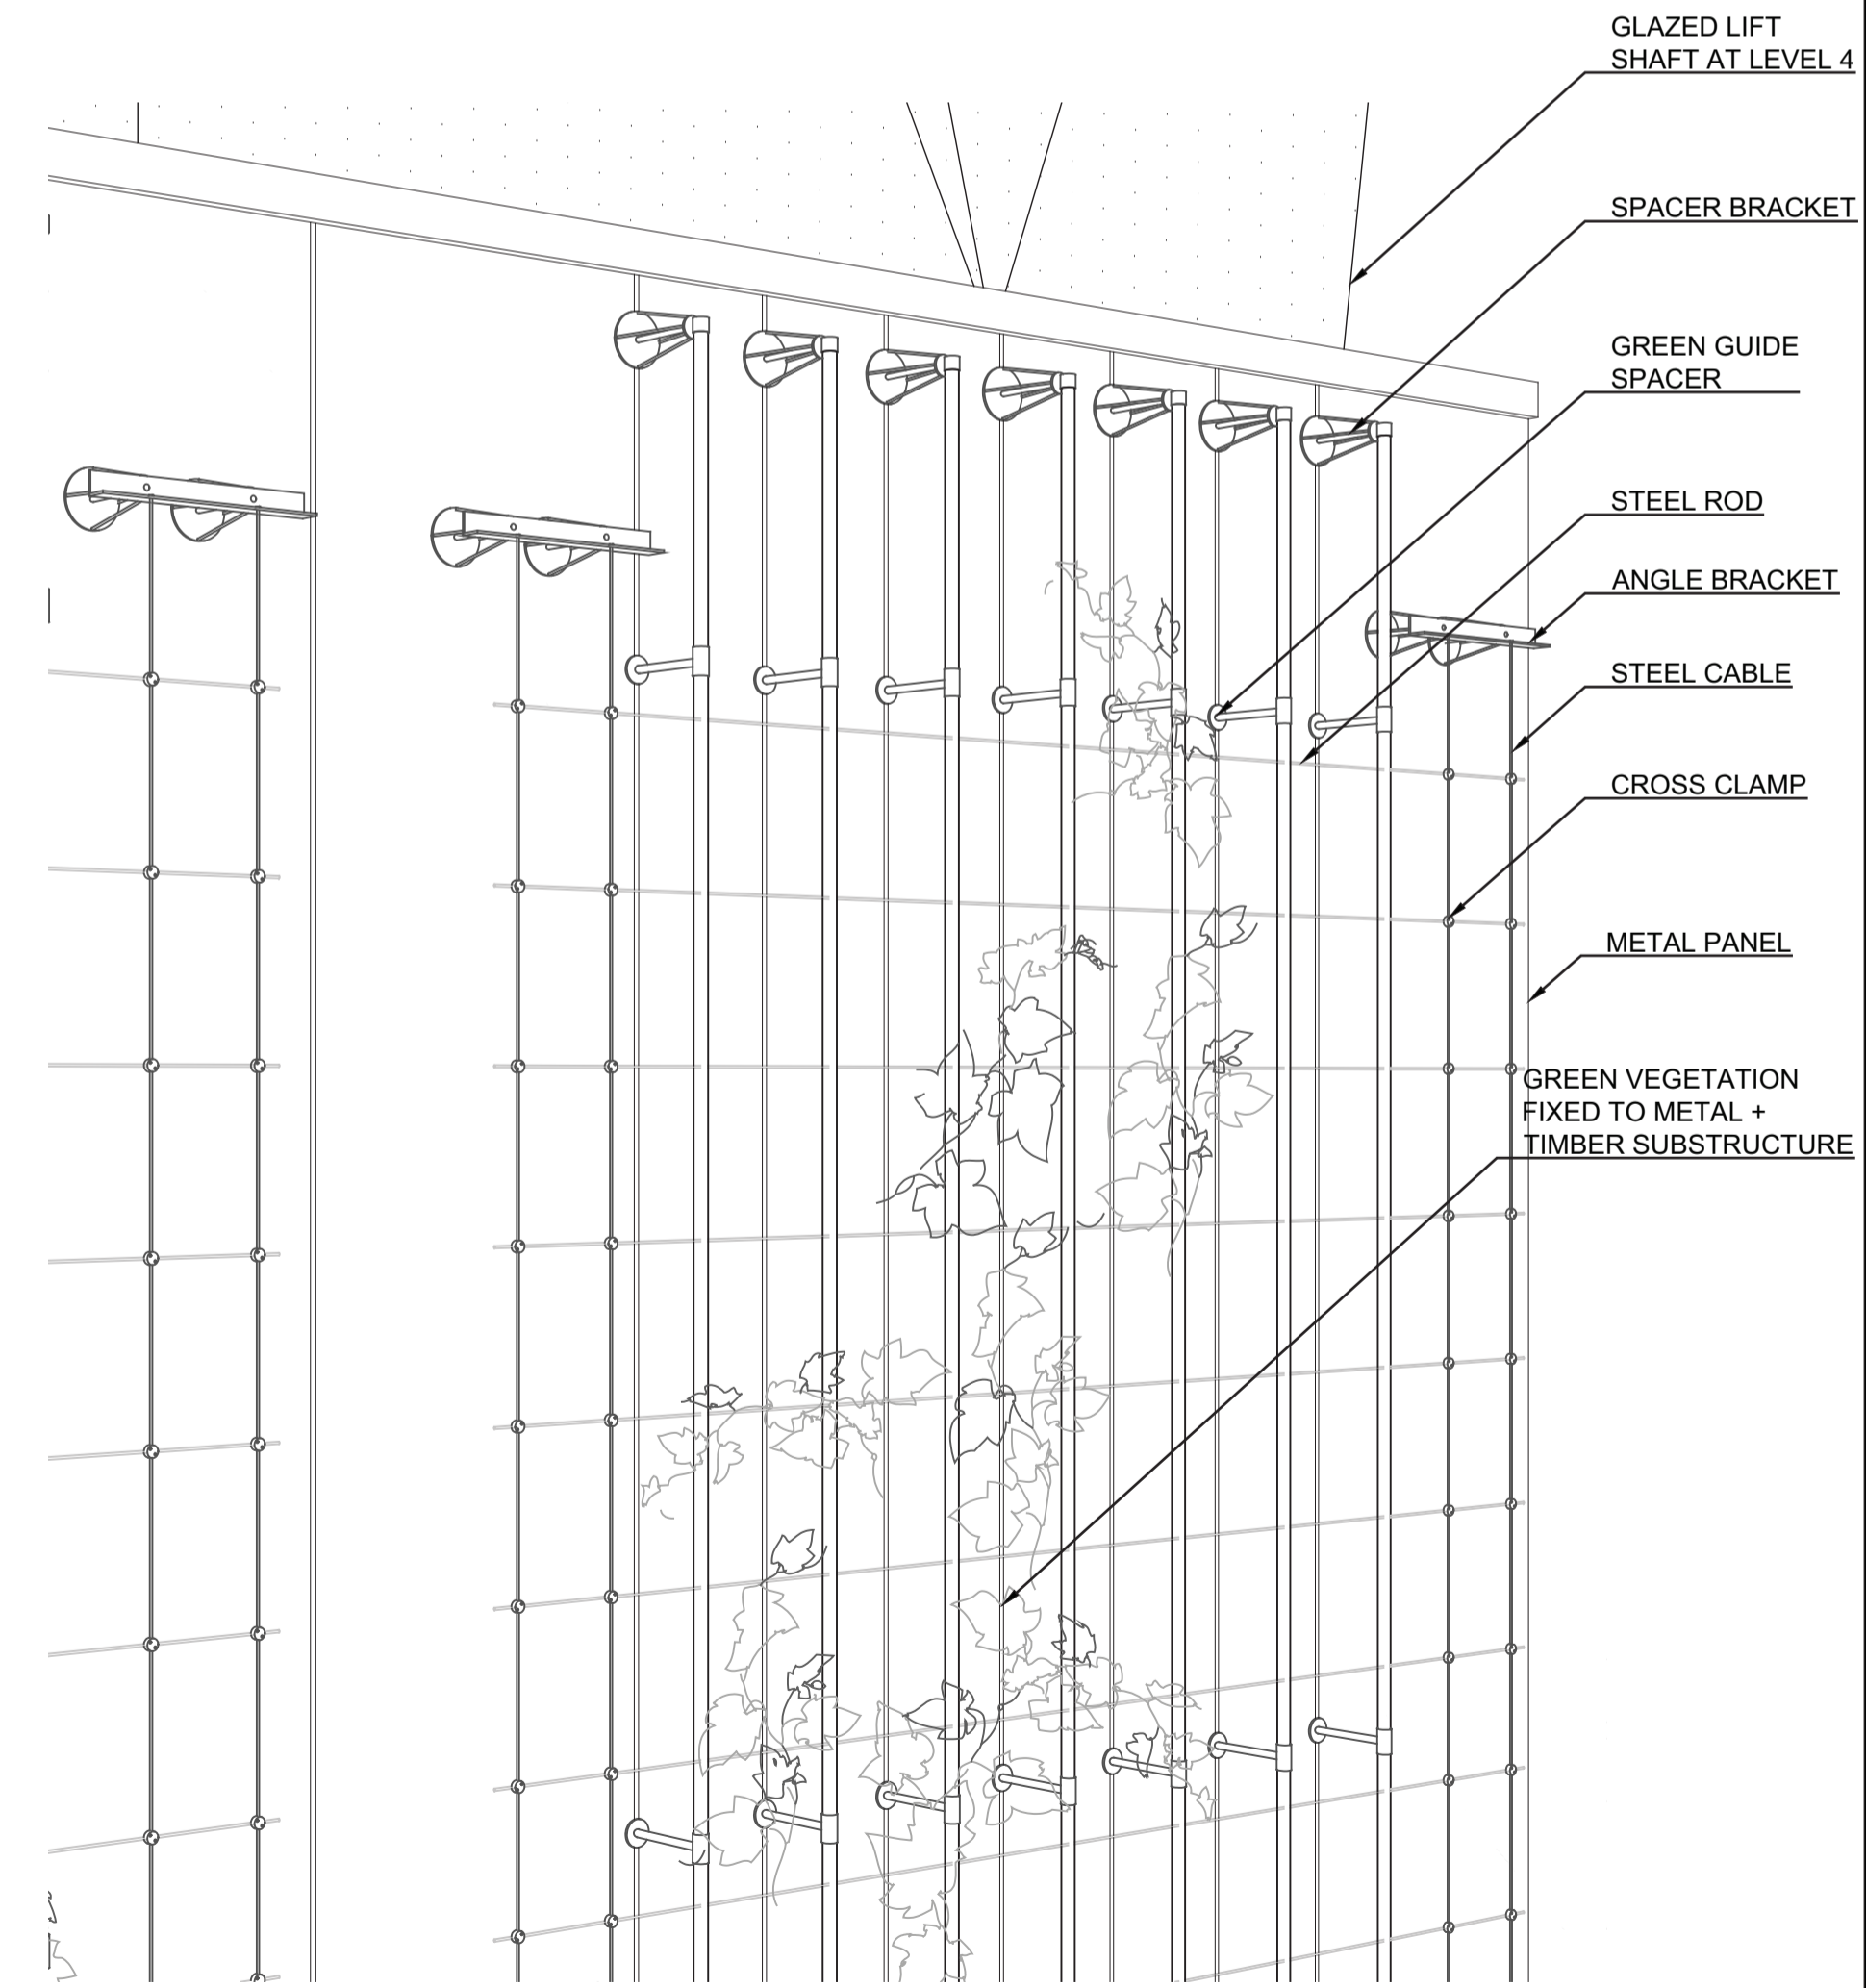 GLAZED LIFT
SHAFT AT LEVEL 4
SPACER BRACKET
GREEN GUIDE
SPACER
STEEL ROD
ANGLE BRACKET
STEEL CABLE
CROSS CLAMP
METAL PANEL
GREEN VEGETATION
FIXED TO METAL +
TIMBER SUBSTRUCTURE